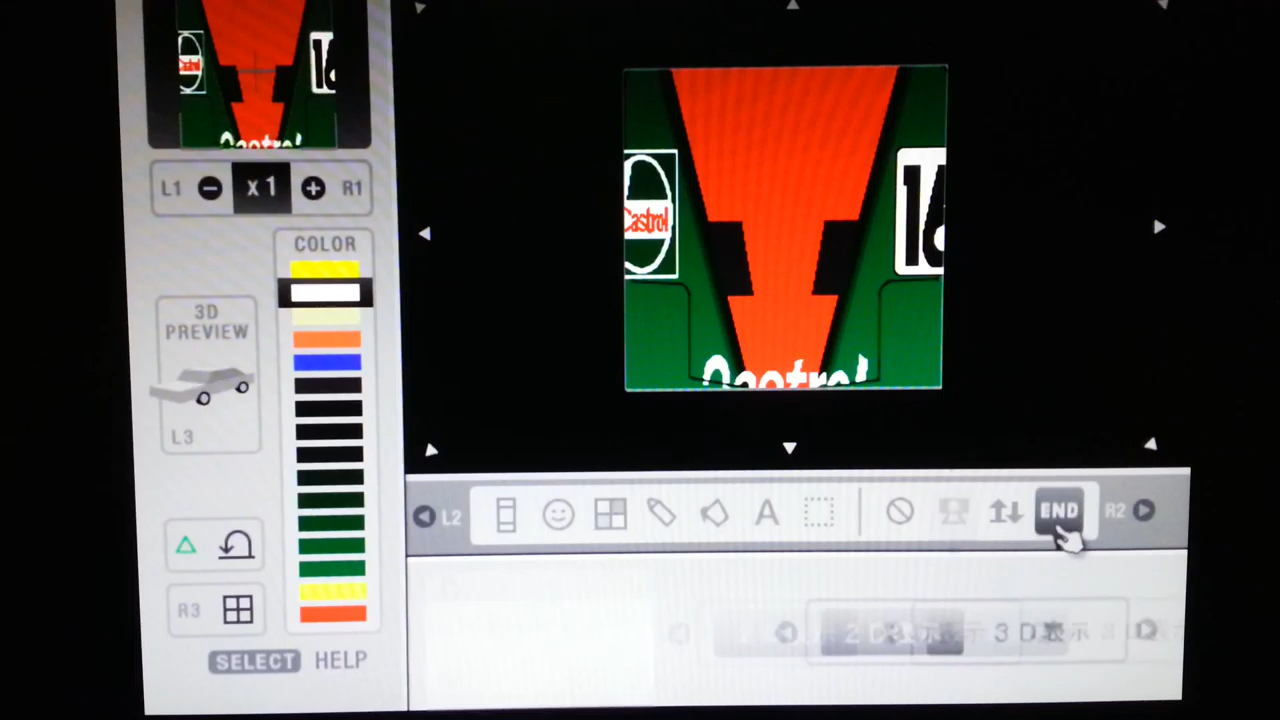 Castrol
16
L1
x1
R1
COLOR
3D
PREVIEW
L3
Castrol
16
L2
A
END
R2
R3
SELECT
HELP
2D表示
3D表示